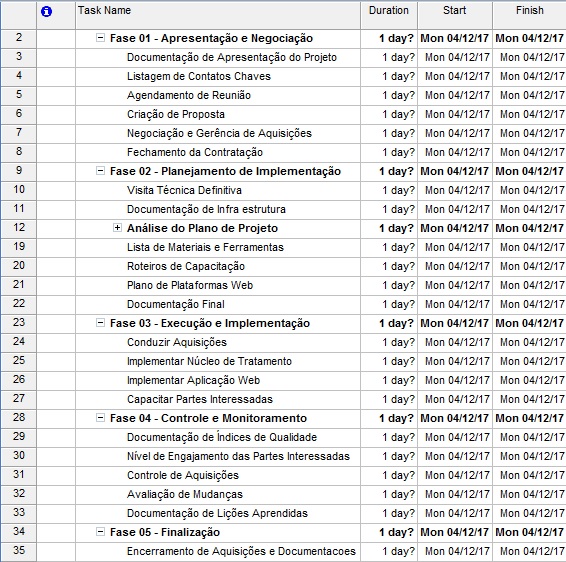 Task Name Duration Start Finish
2 Fase 01 - Apresentação e Negociação 1 day? Mon 04/12/17 Mon 04/12/17
3 Documentação de Apresentação do Projeto 1 day? Mon 04/12/17 Mon 04/12/17
4 Listagem de Contatos Chaves 1 day? Mon 04/12/17 Mon 04/12/17
5 Agendamento de Reunião 1 day? Mon 04/12/17 Mon 04/12/17
6 Criação de Proposta 1 day? Mon 04/12/17 Mon 04/12/17
7 Negociação e Gerência de Aquisições 1 day? Mon 04/12/17 Mon 04/12/17
8 Fechamento da Contratação 1 day? Mon 04/12/17 Mon 04/12/17
9 Fase 02 - Planejamento de Implementação 1 day? Mon 04/12/17 Mon 04/12/17
10 Visita Técnica Definitiva 1 day? Mon 04/12/17 Mon 04/12/17
11 Documentação de Infra estrutura 1 day? Mon 04/12/17 Mon 04/12/17
12 Análise do Plano de Projeto 1 day? Mon 04/12/17 Mon 04/12/17
19 Lista de Materiais e Ferramentas 1 day? Mon 04/12/17 Mon 04/12/17
20 Roteiros de Capacitação 1 day? Mon 04/12/17 Mon 04/12/17
21 Plano de Plataformas Web 1 day? Mon 04/12/17 Mon 04/12/17
22 Documentação Final 1 day? Mon 04/12/17 Mon 04/12/17
23 Fase 03 - Execução e Implementação 1 day? Mon 04/12/17 Mon 04/12/17
24 Conduzir Aquisições 1 day? Mon 04/12/17 Mon 04/12/17
25 Implementar Núcleo de Tratamento 1 day? Mon 04/12/17 Mon 04/12/17
26 Implementar Aplicação Web 1 day? Mon 04/12/17 Mon 04/12/17
27 Capacitar Partes Interessadas 1 day? Mon 04/12/17 Mon 04/12/17
28 Fase 04 - Controle e Monitoramento 1 day? Mon 04/12/17 Mon 04/12/17
29 Documentação de Índices de Qualidade 1 day? Mon 04/12/17 Mon 04/12/17
30 Nível de Engajamento das Partes Interessadas 1 day? Mon 04/12/17 Mon 04/12/17
31 Controle de Aquisições 1 day? Mon 04/12/17 Mon 04/12/17
32 Avaliação de Mudanças 1 day? Mon 04/12/17 Mon 04/12/17
33 Documentação de Lições Aprendidas 1 day? Mon 04/12/17 Mon 04/12/17
34 Fase 05 - Finalização 1 day? Mon 04/12/17 Mon 04/12/17
35 Encerramento de Aquisições e Documentacoes 1 day? Mon 04/12/17 Mon 04/12/17